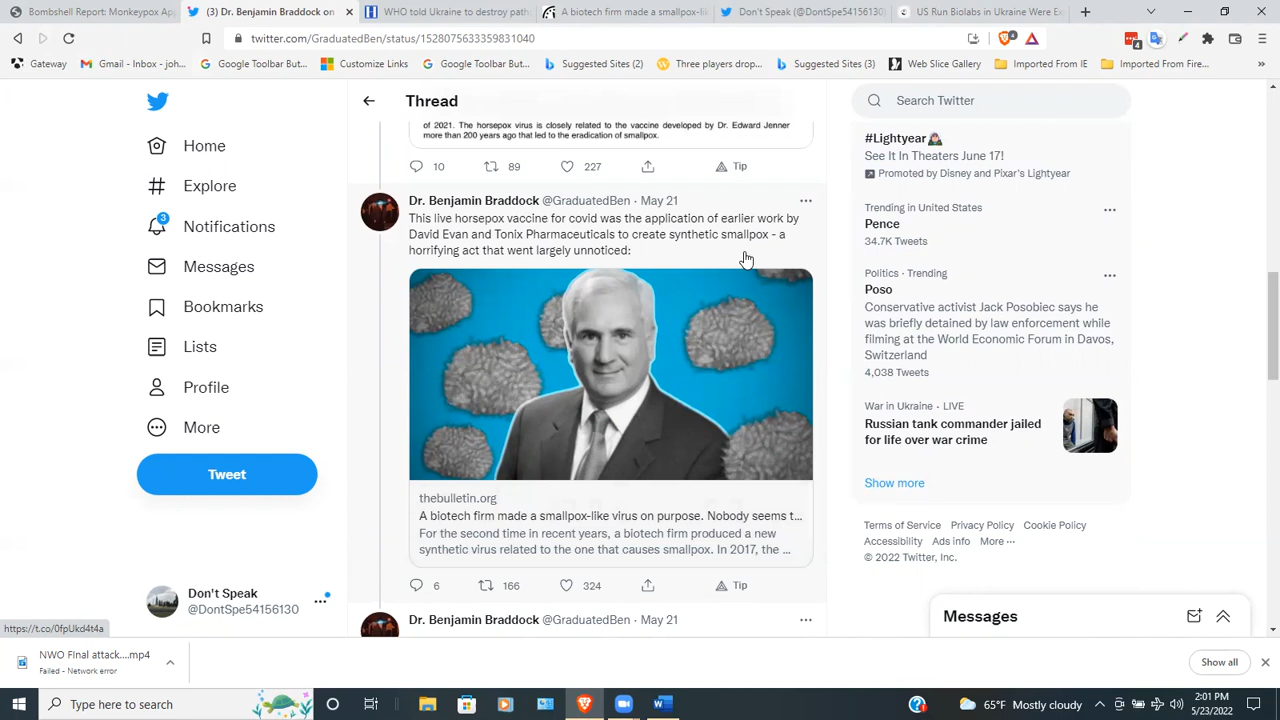 Bombshell Report: Monkeypox App
(3) Dr. Benjamin Braddock on
WHO told Ukraine to destroy path
A biotech firm made a smallpox-lik
Don't Speak (@DontSpe54156130)
US Run Biolabs in Ukraine Were Ex
twitter.com/GraduatedBen/status/1528075633359831040
4
4
Gateway
Gmail - Inbox - joh...
Google Toolbar But...
Customize Links
Google Toolbar But...
Suggested Sites (2)
Three players drop...
Suggested Sites (3)
Web Slice Gallery
Imported From IE
Imported From Fire...
Home
Explore
3
Notifications
Messages
Bookmarks
Lists
Profile
More
Tweet
Don't Speak
@DontSpe54156130
Thread
of 2021. The horsepox virus is closely related to the vaccine developed by Dr. Edward Jenner
more than 200 years ago that led to the eradication of smallpox.
10 89 227 Tip
Dr. Benjamin Braddock @GraduatedBen · May 21
This live horsepox vaccine for covid was the application of earlier work by
David Evan and Tonix Pharmaceuticals to create synthetic smallpox - a
horrifying act that went largely unnoticed:
thebulletin.org
A biotech firm made a smallpox-like virus on purpose. Nobody seems t...
For the second time in recent years, a biotech firm produced a new
synthetic virus related to the one that causes smallpox. In 2017, the ...
6 166 324 Tip
Dr. Benjamin Braddock @GraduatedBen · May 21
Search Twitter
#Lightyear
See It In Theaters June 17!
Promoted by Disney and Pixar's Lightyear
Trending in United States
Pence
34.7K Tweets
Politics · Trending
Poso
Conservative activist Jack Posobiec says he
was briefly detained by law enforcement while
filming at the World Economic Forum in Davos,
Switzerland
4,038 Tweets
War in Ukraine · LIVE
Russian tank commander jailed
for life over war crime
Show more
Terms of Service Privacy Policy Cookie Policy
Accessibility Ads info More ···
© 2022 Twitter, Inc.
Messages
https://t.co/0fpUkd4t4a
NWO FInal attack....mp4
Failed - Network error
Show all
Type here to search
65°F Mostly cloudy
2:01 PM
5/23/2022